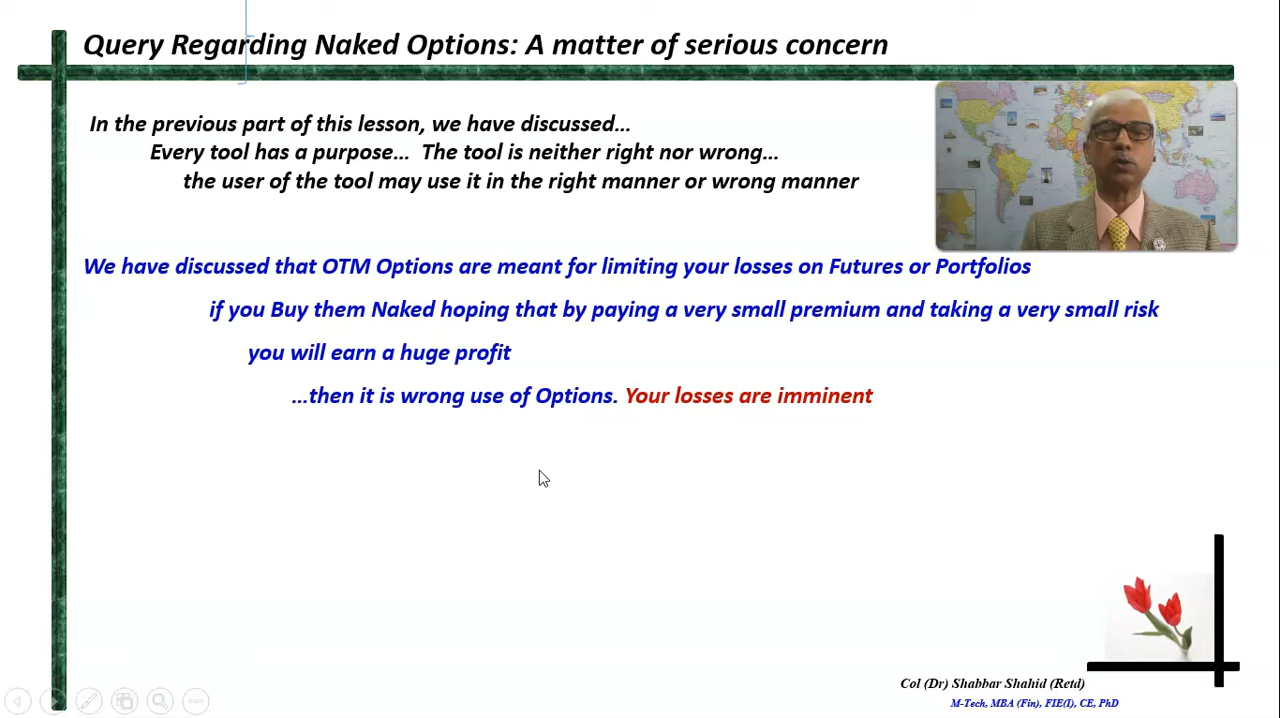 Query Regarding Naked Options: A matter of serious concern
In the previous part of this lesson, we have discussed...
Every tool has a purpose... The tool is neither right nor wrong...
the user of the tool may use it in the right manner or wrong manner
We have discussed that OTM Options are meant for limiting your losses on Futures or Portfolios
if you Buy them Naked hoping that by paying a very small premium and taking a very small risk
you will earn a huge profit
...then it is wrong use of Options. Your losses are imminent
Col (Dr) Shabbar Shahid (Retd)
M-Tech, MBA (Fin), FIE(I), CE, PhD